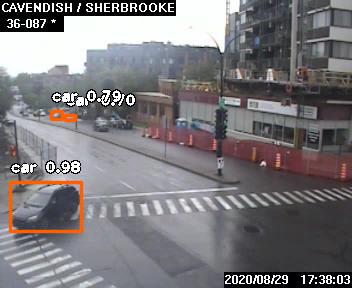 CAVENDISH / SHERBROOKE
36-087 *
car 0.79
car 0.98
2020/08/29 17:38:03